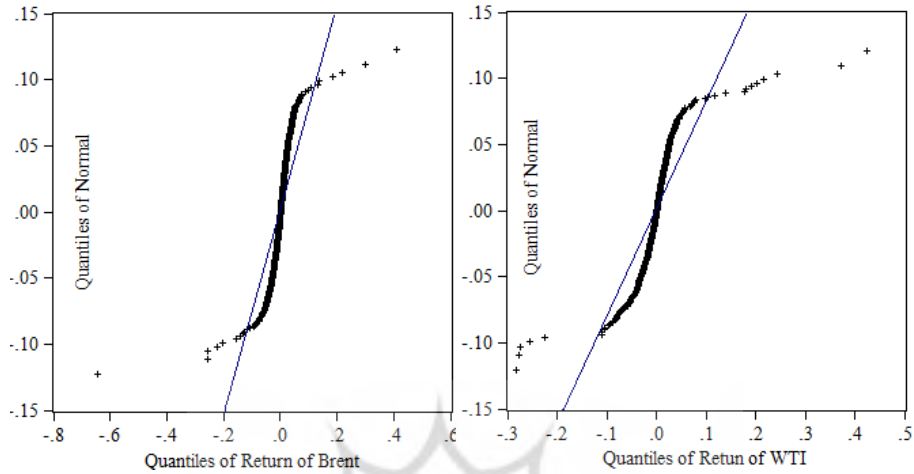 .15
.10
.05
.00
-.05
-.10
-.15
Quantiles of Normal
-.8 -.6 -.4 -.2 .0 .2 .4 .6
Quantiles of Return of Brent
.15
.10
.05
.00
-.05
-.10
-.15
Quantiles of Normal
-.3 -.2 -.1 .0 .1 .2 .3 .4 .5
Quantiles of Retun of WTI